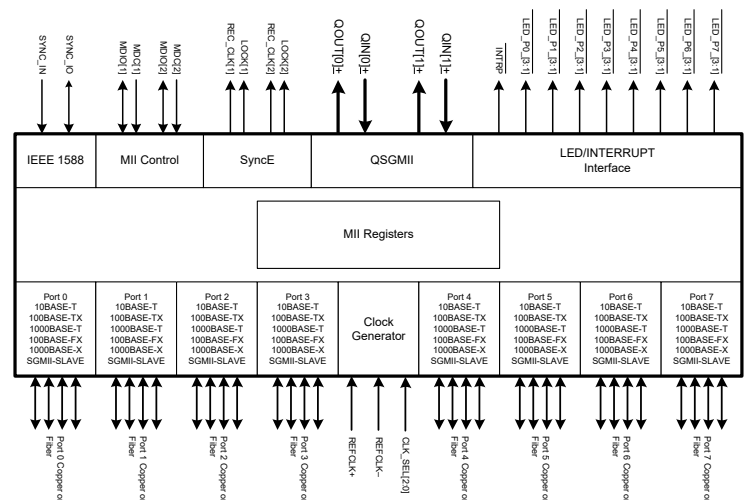 SYNC_IN
SYNC_IO
MDIO[1]
MDC[1]
MDIO[2]
MDC[2]
REC_CLK[1]
LOCK[1]
REC_CLK[2]
LOCK[2]
QOUT[0]±
QIN[0]±
QOUT[1]±
QIN[1]±
INTRP
LED_P0_[3:1]
LED_P1_[3:1]
LED_P2_[3:1]
LED_P3_[3:1]
LED_P4_[3:1]
LED_P5_[3:1]
LED_P6_[3:1]
LED_P7_[3:1]
IEEE 1588
MII Control
SyncE
QSGMII
LED/INTERRUPT
Interface
MII Registers
Port 0
10BASE-T
100BASE-TX
1000BASE-T
100BASE-FX
1000BASE-X
SGMII-SLAVE
Port 1
10BASE-T
100BASE-TX
1000BASE-T
100BASE-FX
1000BASE-X
SGMII-SLAVE
Port 2
10BASE-T
100BASE-TX
1000BASE-T
100BASE-FX
1000BASE-X
SGMII-SLAVE
Port 3
10BASE-T
100BASE-TX
1000BASE-T
100BASE-FX
1000BASE-X
SGMII-SLAVE
Clock
Generator
Port 4
10BASE-T
100BASE-TX
1000BASE-T
100BASE-FX
1000BASE-X
SGMII-SLAVE
Port 5
10BASE-T
100BASE-TX
1000BASE-T
100BASE-FX
1000BASE-X
SGMII-SLAVE
Port 6
10BASE-T
100BASE-TX
1000BASE-T
100BASE-FX
1000BASE-X
SGMII-SLAVE
Port 7
10BASE-T
100BASE-TX
1000BASE-T
100BASE-FX
1000BASE-X
SGMII-SLAVE
Port 0 Copper or
Fiber
Port 1 Copper or
Fiber
Port 2 Copper or
Fiber
Port 3 Copper or
Fiber
REFCLK+
REFCLK–
CLK_SEL[2:0]
Port 4 Copper or
Fiber
Port 5 Copper or
Fiber
Port 6 Copper or
Fiber
Port 7 Copper or
Fiber